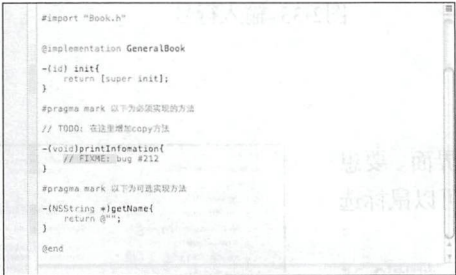 #import "Book.h"
@implementation GeneralBook
-(id) init{
return [super init];
}
#pragma mark 以下为必须实现的方法
// TODO: 在这里增加copy方法
-(void)printInfomation{
// FIXME: bug #212
}
#pragma mark 以下为可选实现方法
-(NSString *)getName{
return @"";
}
@end